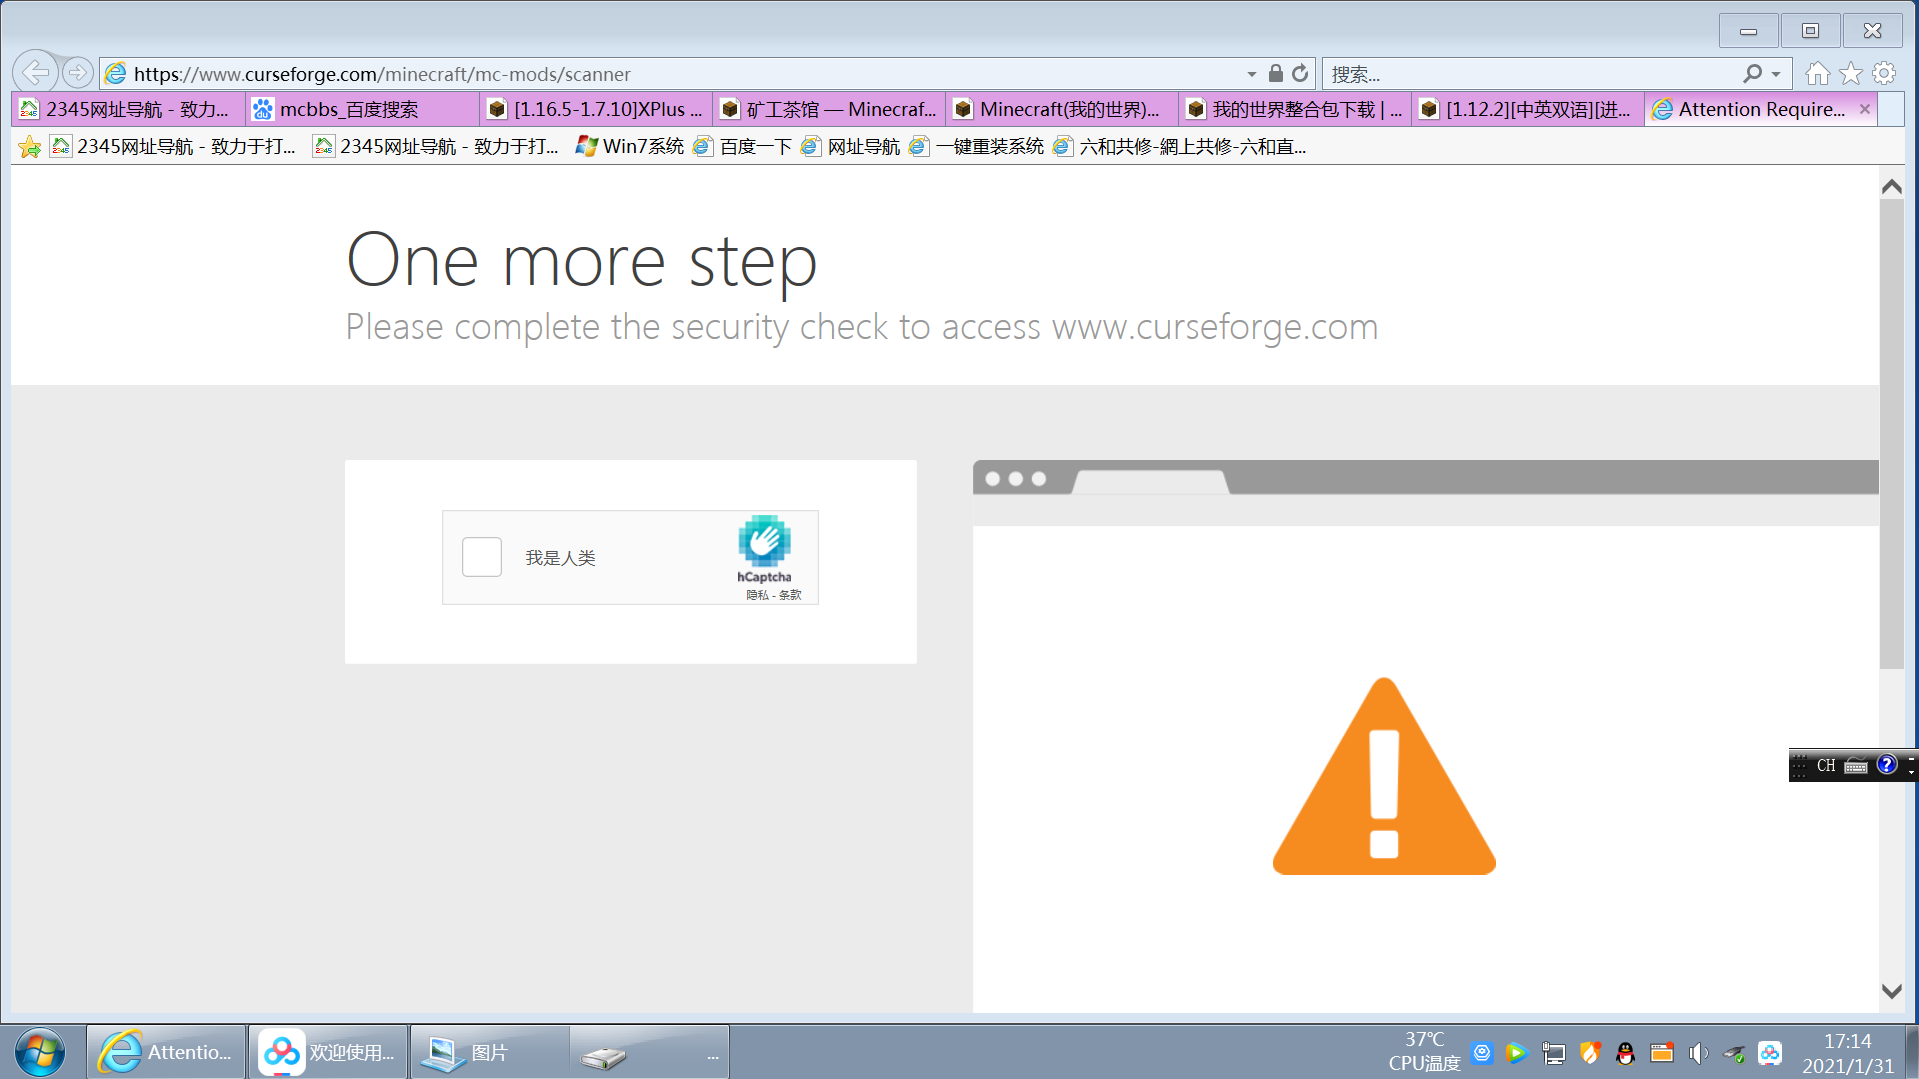 https://www.curseforge.com/minecraft/mc-mods/scanner
搜索...
2345网址导航 - 致力于...
mcbbs_百度搜索
[1.16.5-1.7.10]XPlus ...
矿工茶馆 — Minecraf...
Minecraft(我的世界)...
我的世界整合包下载 | ...
[1.12.2][中英双语][进...
Attention Require...
2345网址导航 - 致力于打...
2345网址导航 - 致力于打...
Win7系统
百度一下
网址导航
一键重装系统
六和共修-網上共修-六和直...
One more step
Please complete the security check to access www.curseforge.com
我是人类
hCaptcha
隐私 - 条款
CH
Attentio...
欢迎使用...
图片
...
37℃
CPU温度
17:14
2021/1/31